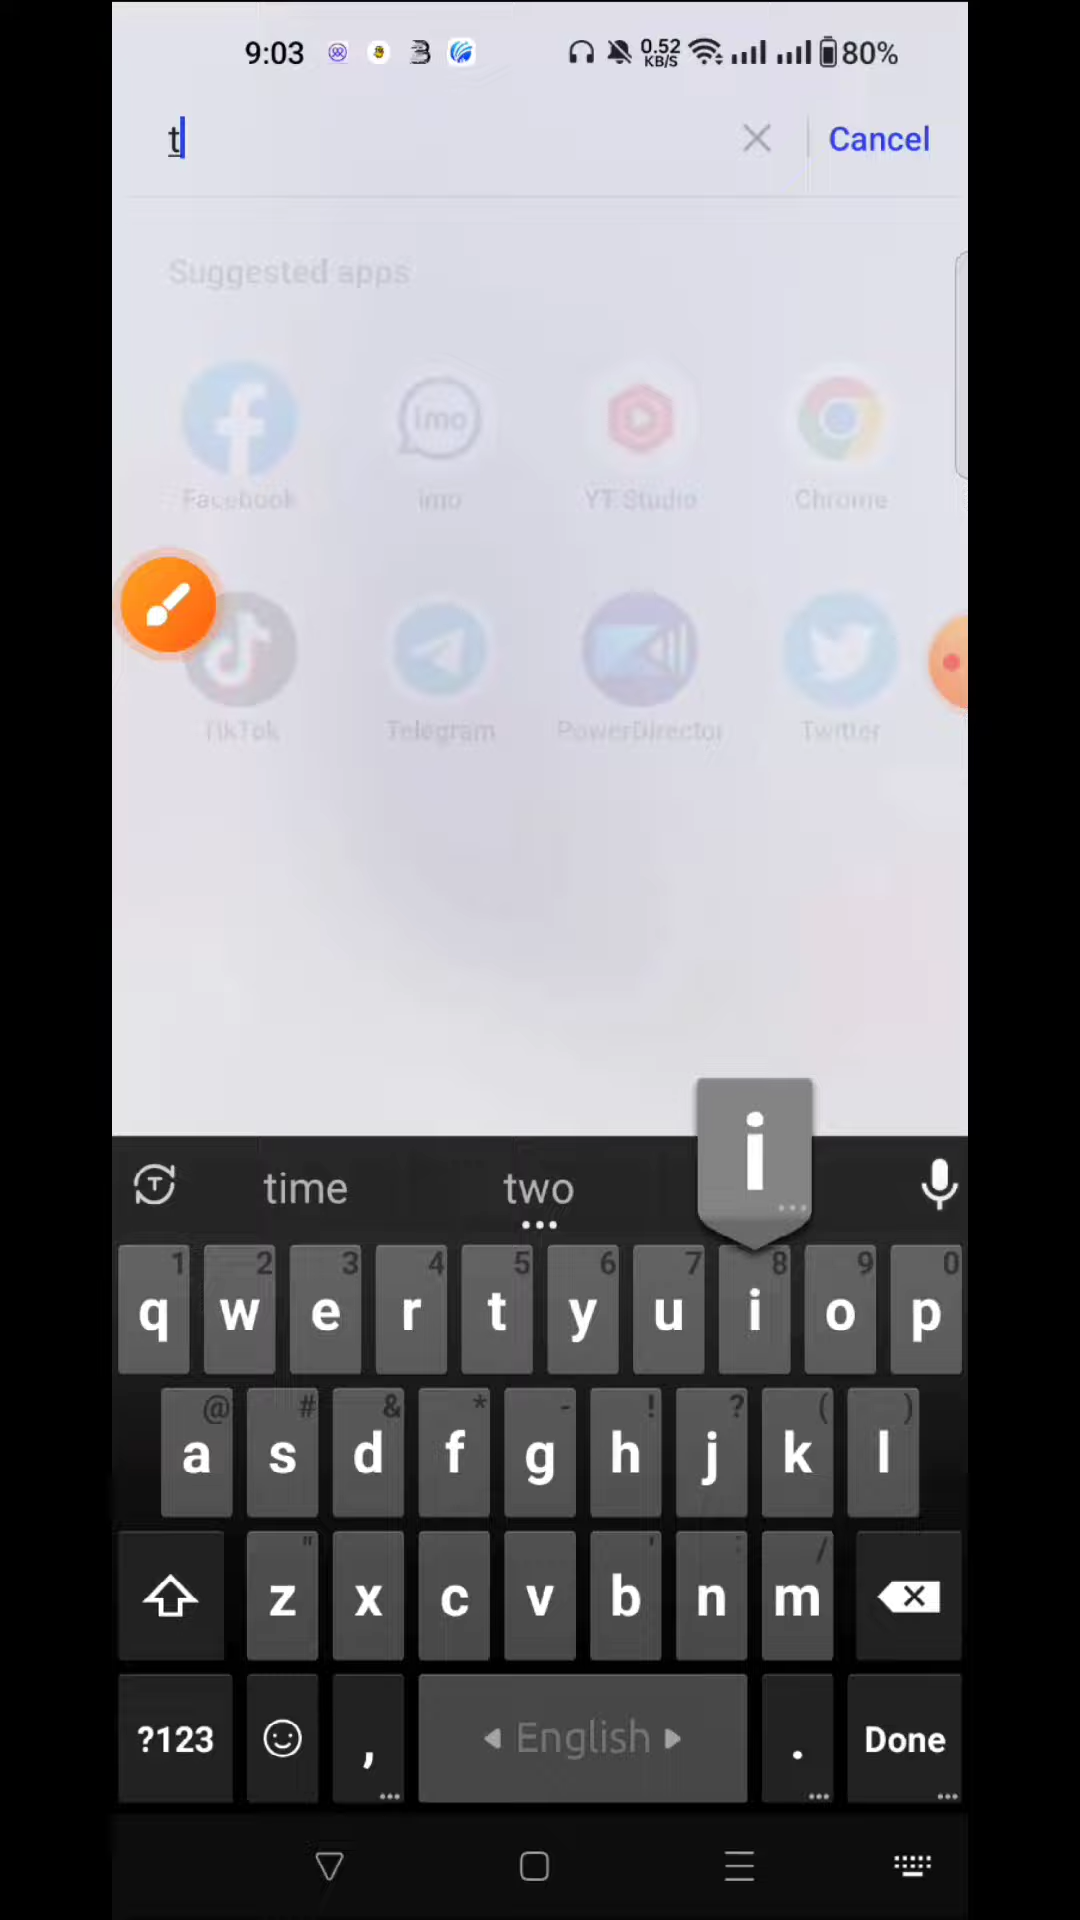 9:03 0.52 KB/S 80%
t Cancel
Suggested apps
imo
Facebook imo YT Studio Chrome
TikTok Telegram PowerDirector Twitter
i
T time two
1 2 3 4 5 6 7 8 9 0
q w e r t y u i o p
@ # & * - ! ? ( )
a s d f g h j k l
" ' : /
z x c v b n m
?123 , English . Done